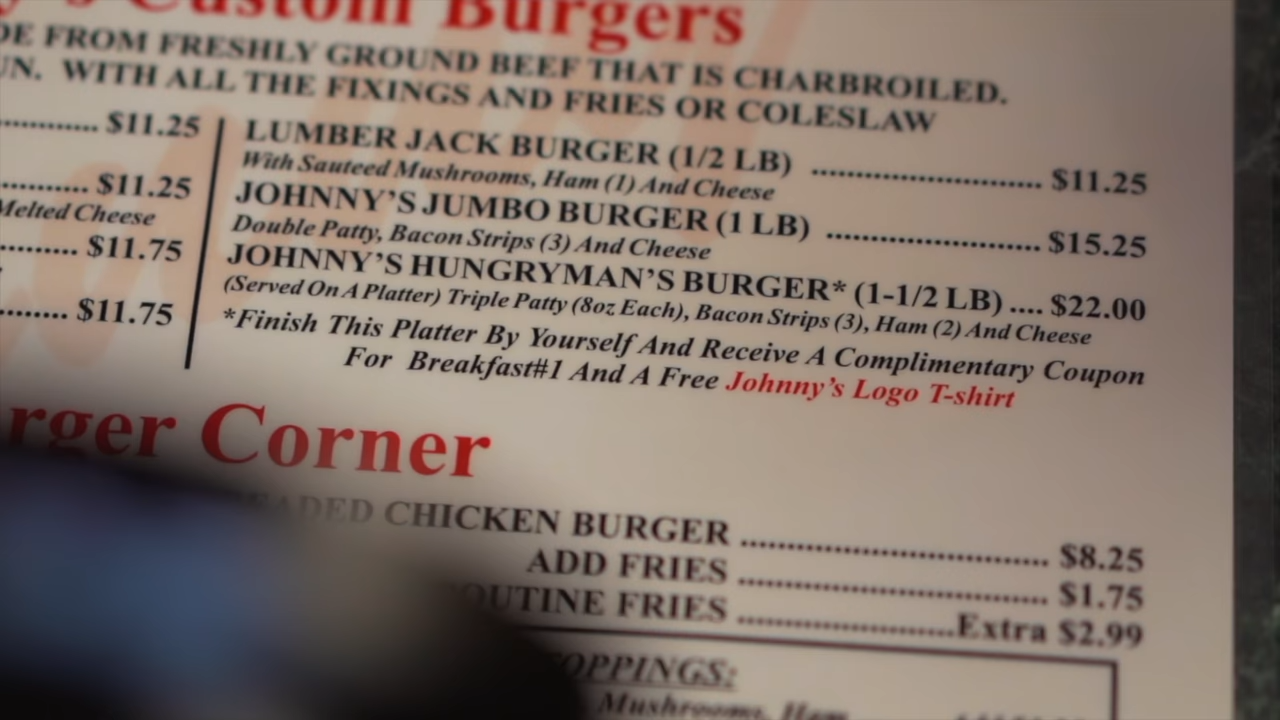 's Custom Burgers
DE FROM FRESHLY GROUND BEEF THAT IS CHARBROILED.
UN. WITH ALL THE FIXINGS AND FRIES OR COLESLAW
............ $11.25
........... $11.25
Melted Cheese
.......... $11.75
......... $11.75
LUMBER JACK BURGER (1/2 LB) ............................ $11.25
With Sauteed Mushrooms, Ham (1) And Cheese
JOHNNY'S JUMBO BURGER (1 LB) .......................... $15.25
Double Patty, Bacon Strips (3) And Cheese
JOHNNY'S HUNGRYMAN'S BURGER* (1-1/2 LB) .... $22.00
(Served On A Platter) Triple Patty (8oz Each), Bacon Strips (3), Ham (2) And Cheese
*Finish This Platter By Yourself And Receive A Complimentary Coupon
For Breakfast#1 And A Free Johnny's Logo T-shirt
rger Corner
EADED CHICKEN BURGER ..................................... $8.25
ADD FRIES ..................................... $1.75
OUTINE FRIES ..........................Extra $2.99
OPPINGS:
Mushrooms, Ham